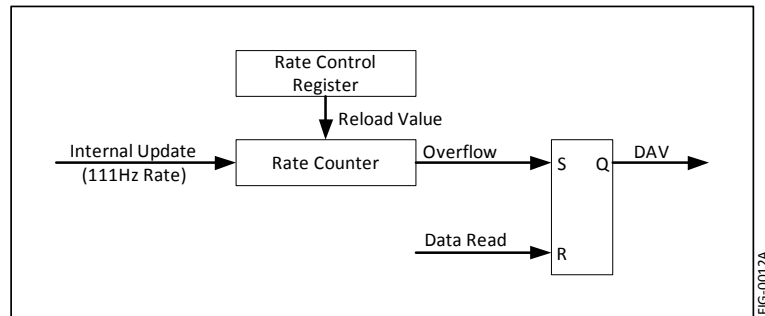 Rate Control
Register
Reload Value
Internal Update
(111Hz Rate)
Rate Counter
Overflow
S
Q
DAV
Data Read
R
FIG-0012A